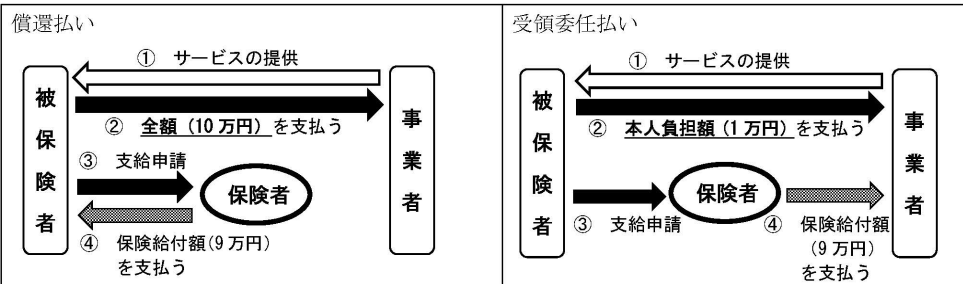 償還払い
① サービスの提供
被保険者
事業者
② 全額（10万円）を支払う
③ 支給申請
保険者
④ 保険給付額（9万円）
を支払う
受領委任払い
① サービスの提供
被保険者
事業者
② 本人負担額（1万円）を支払う
保険者
③ 支給申請
④ 保険給付額
（9万円）
を支払う